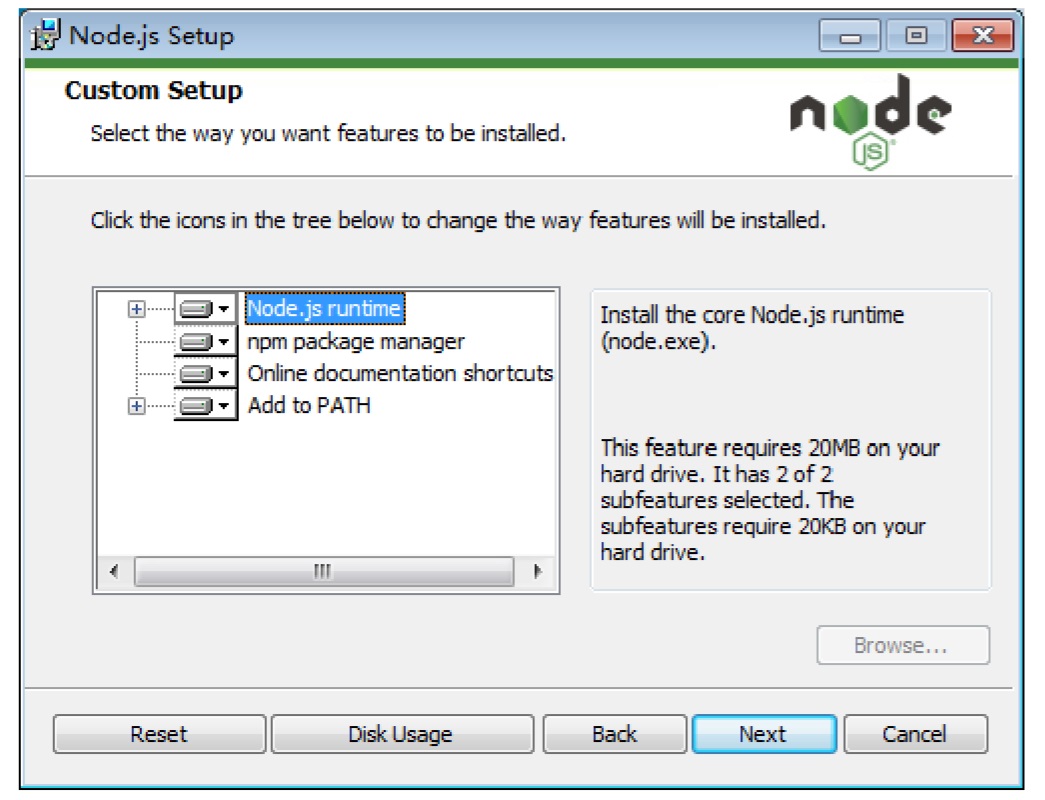 Node.js Setup
Custom Setup
Select the way you want features to be installed.
node
JS
Click the icons in the tree below to change the way features will be installed.
Node.js runtime
npm package manager
Online documentation shortcuts
Add to PATH
Install the core Node.js runtime
(node.exe).
This feature requires 20MB on your
hard drive. It has 2 of 2
subfeatures selected. The
subfeatures require 20KB on your
hard drive.
Browse...
Reset
Disk Usage
Back
Next
Cancel